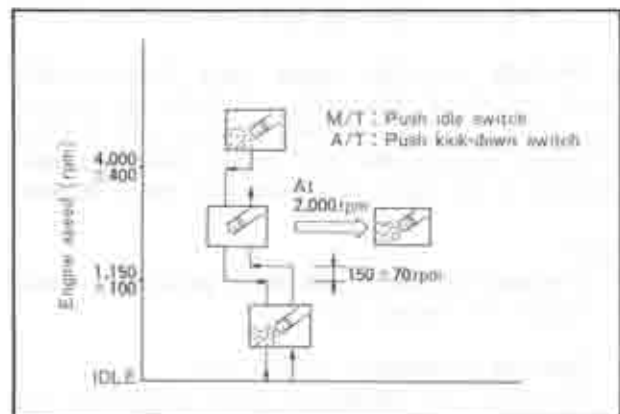 M/T : Push idle switch
A/T : Push kick-down switch
4,000
400
At
2,000 rpm
Engine speed (rpm)
1,150
±100
150 ± 70 rpm
IDLE